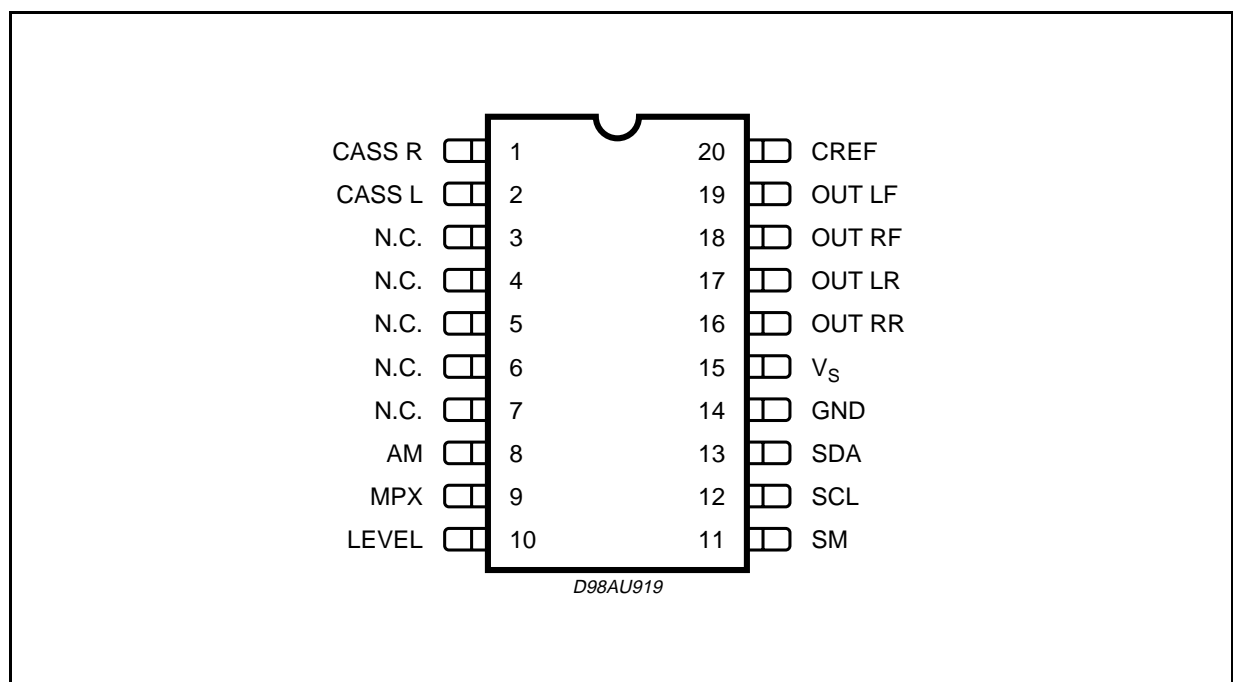 CASS R 1 20 CREF
CASS L 2 19 OUT LF
N.C. 3 18 OUT RF
N.C. 4 17 OUT LR
N.C. 5 16 OUT RR
N.C. 6 15 VS
N.C. 7 14 GND
AM 8 13 SDA
MPX 9 12 SCL
LEVEL 10 11 SM
D98AU919